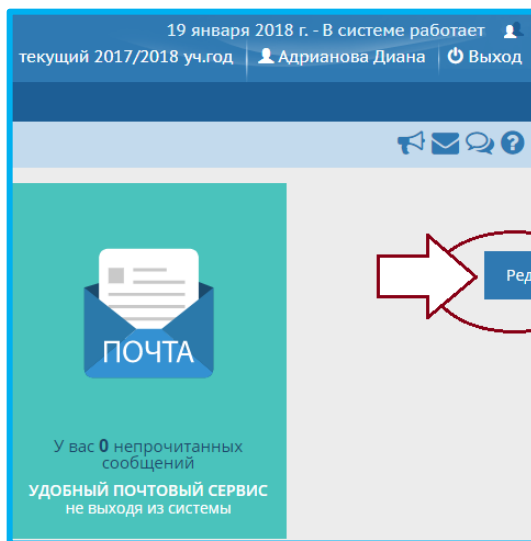 19 января 2018 г. - В системе работает
текущий 2017/2018 уч.год Адрианова Диана Выход
Ред
ПОЧТА
У вас 0 непрочитанных
сообщений
УДОБНЫЙ ПОЧТОВЫЙ СЕРВИС
не выходя из системы